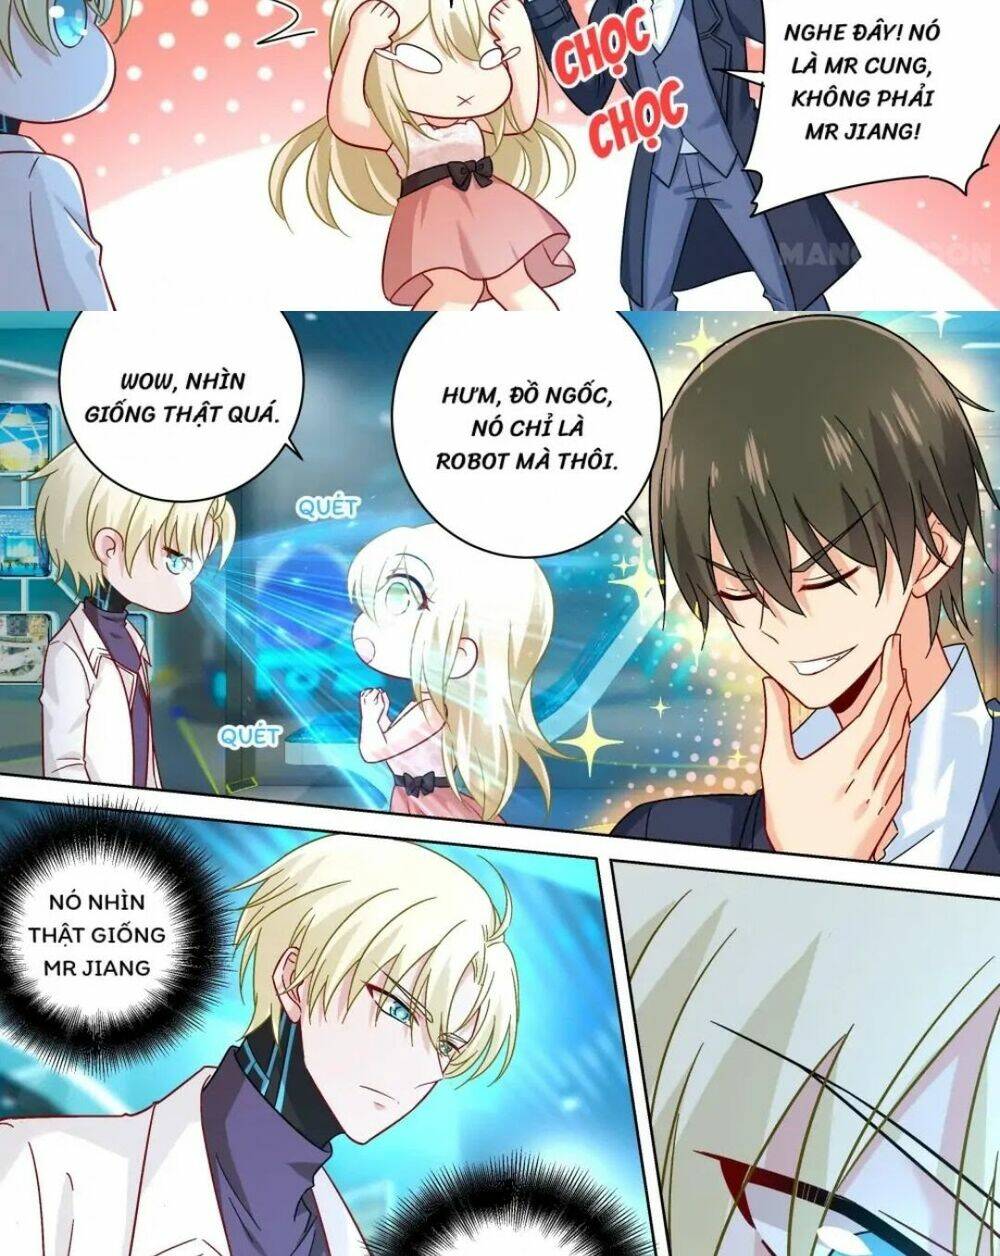 CHỌC
CHỌC
NGHE ĐÂY! NÓ
LÀ MR CUNG,
KHÔNG PHẢI
MR JIANG!
WOW, NHÌN
GIỐNG THẬT QUÁ.
HƯM, ĐỒ NGỐC,
NÓ CHỈ LÀ
ROBOT MÀ THÔI.
QUÉT
QUÉT
NÓ NHÌN
THẬT GIỐNG
MR JIANG